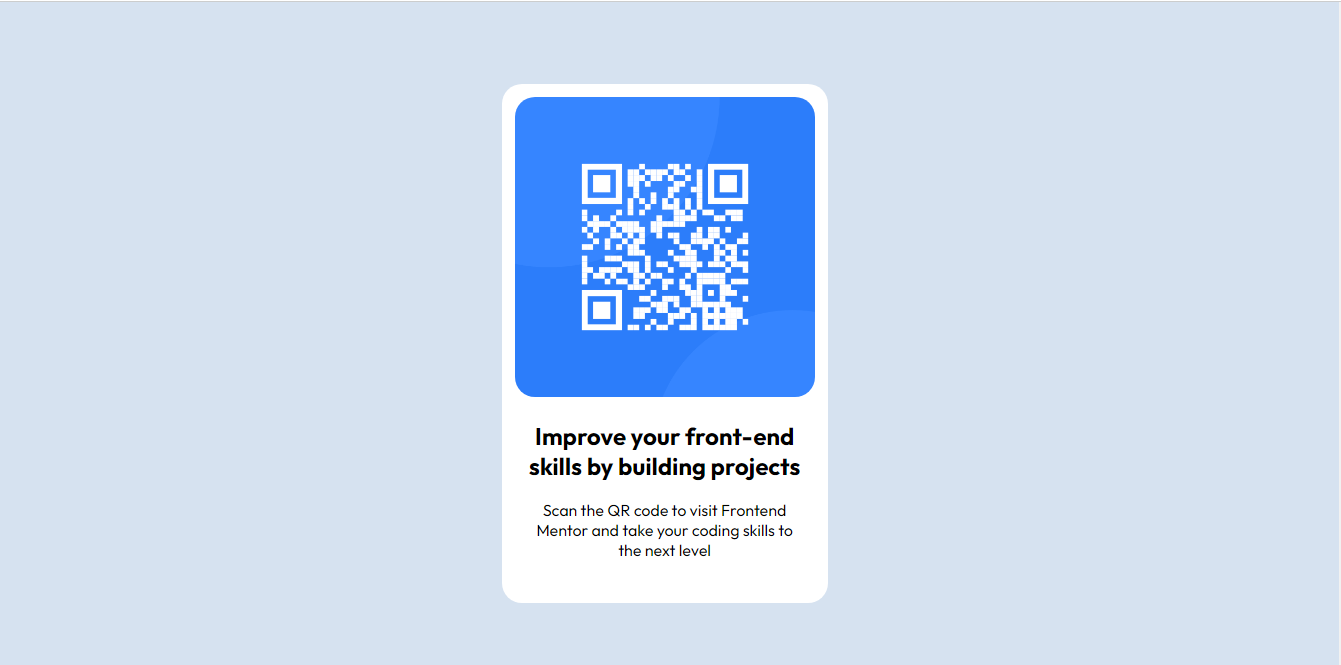 Improve your front-end
skills by building projects
Scan the QR code to visit Frontend
Mentor and take your coding skills to
the next level